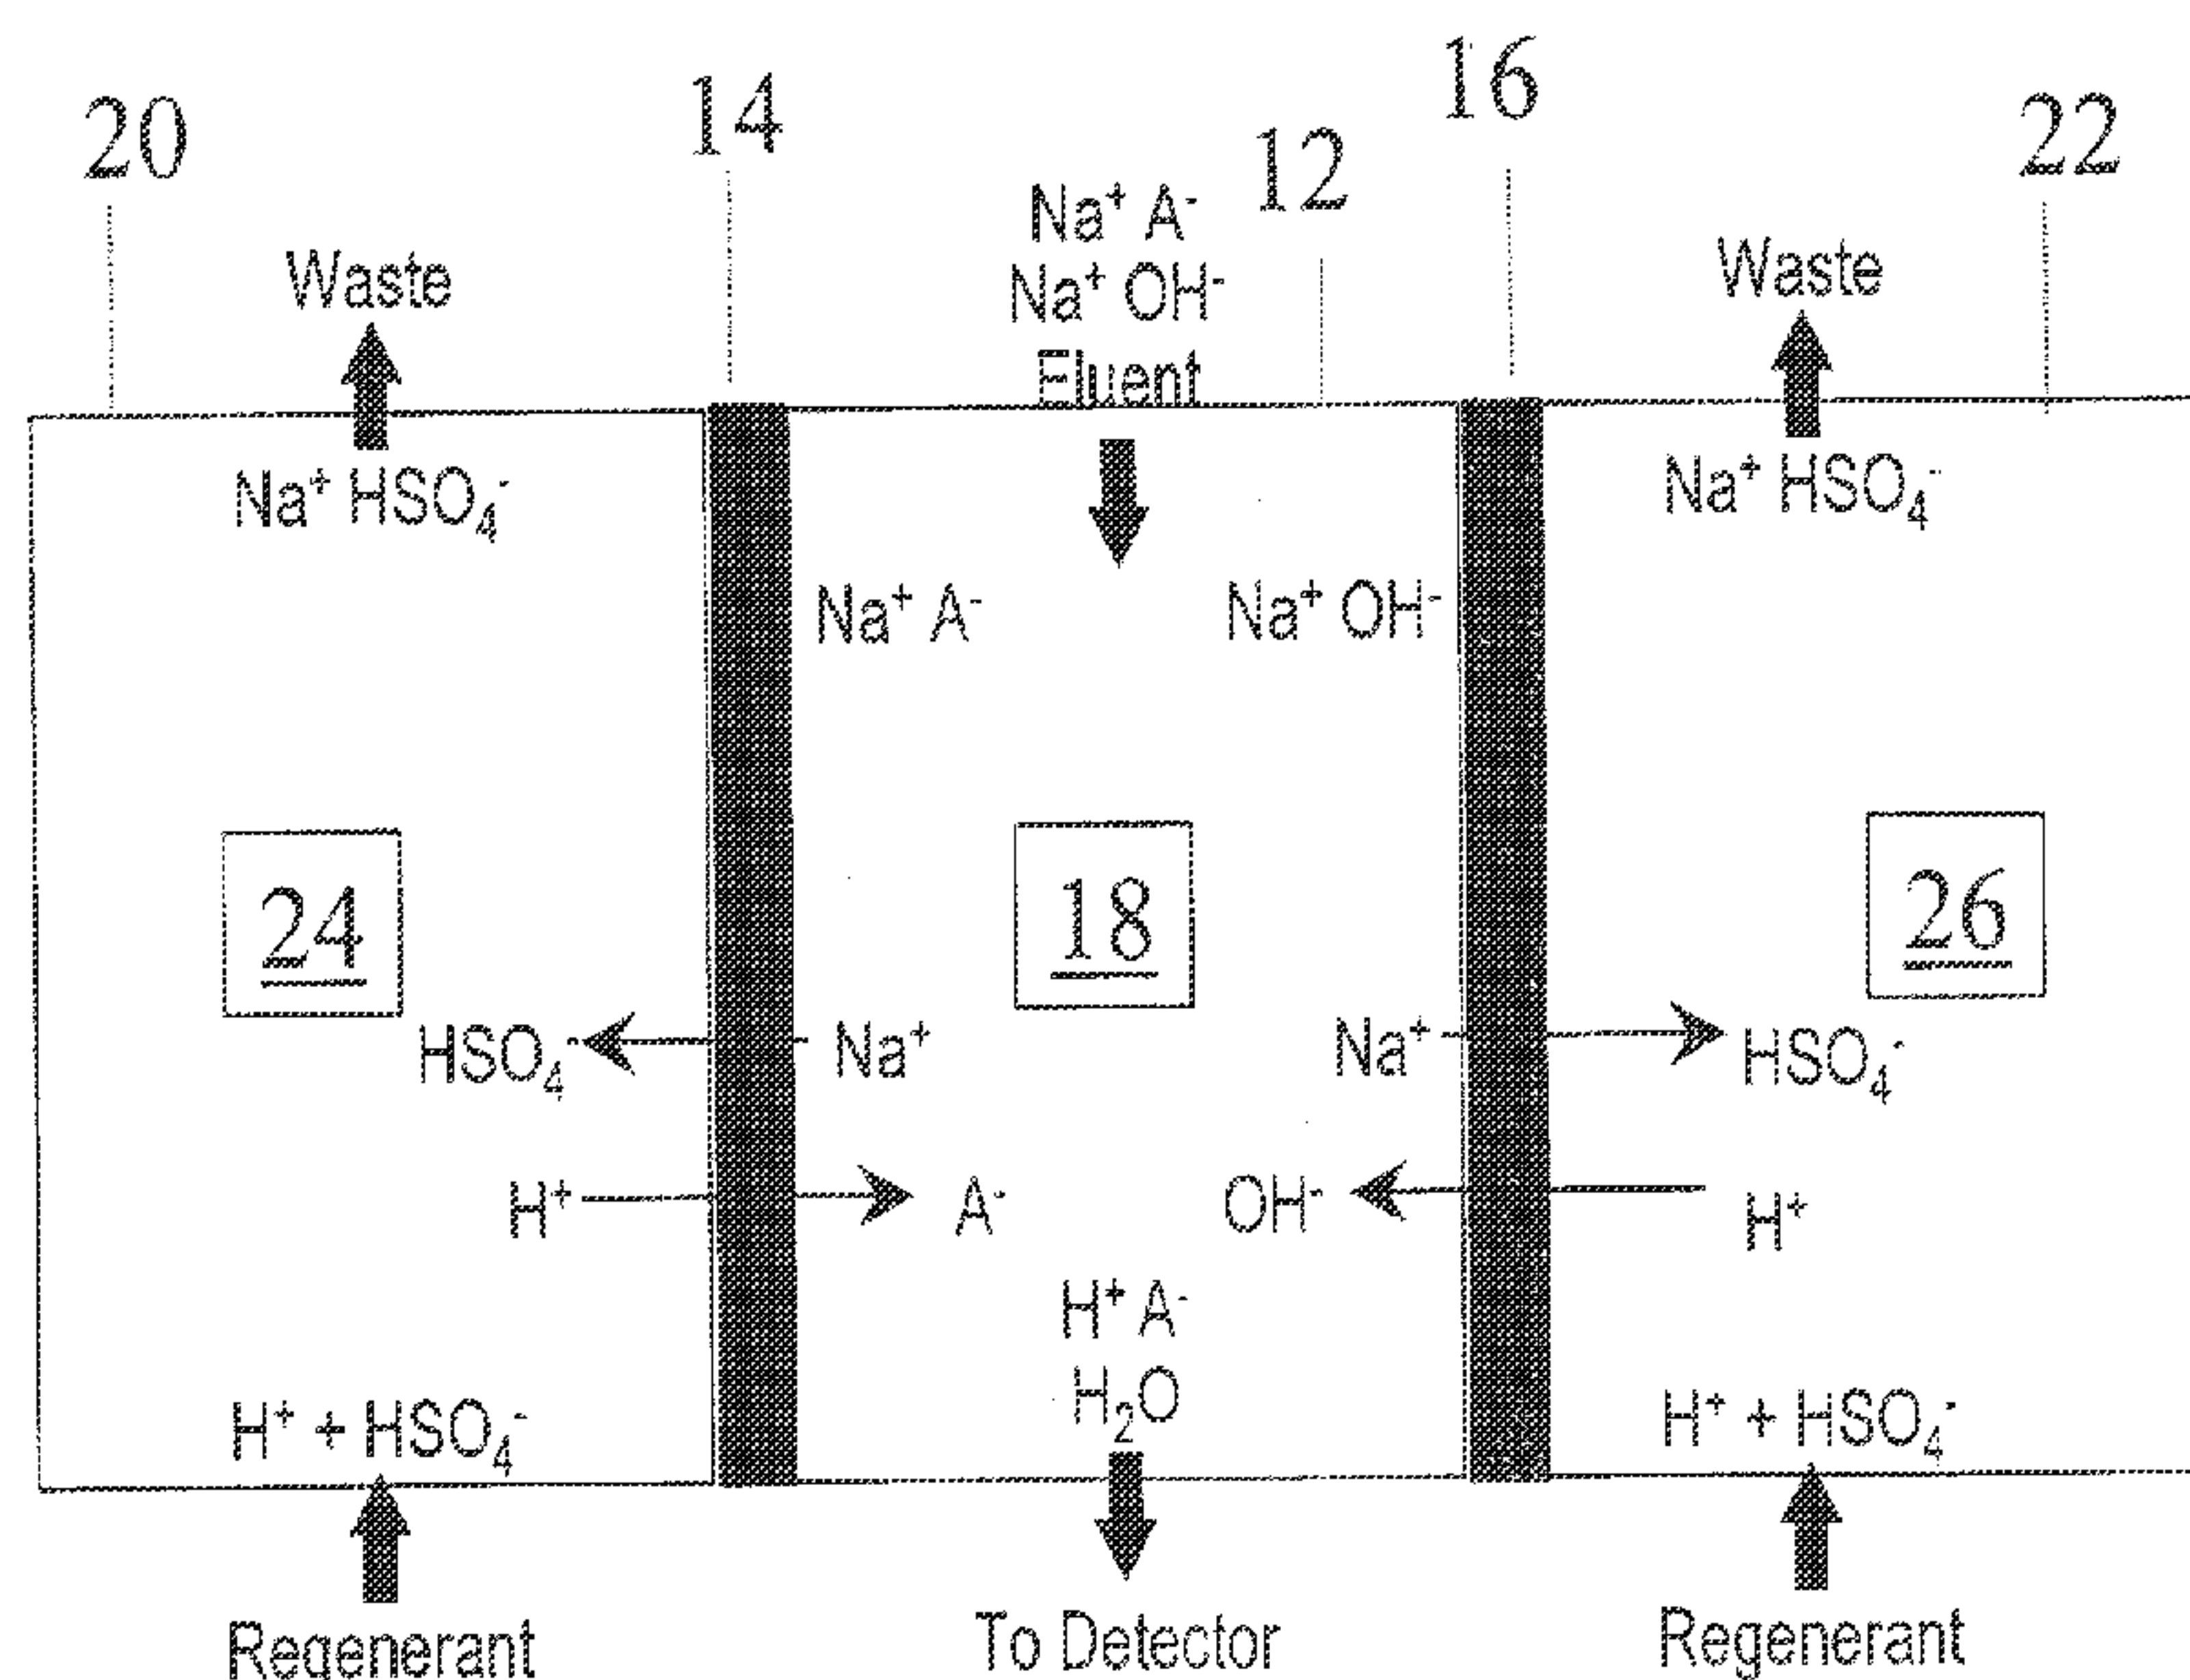 20 14 12 16 22
Na⁺ A⁻
Na⁺ OH⁻
Eluent
Waste Waste
Na⁺ HSO₄⁻ Na⁺ HSO₄⁻
Na⁺ A⁻ Na⁺ OH⁻
24 18 26
HSO₄⁻ Na⁺ Na⁺ HSO₄⁻
H⁺ A⁻ OH⁻ H⁺
H⁺ A⁻
H₂O
H⁺ + HSO₄⁻ H⁺ + HSO₄⁻
Regenerant To Detector Regenerant